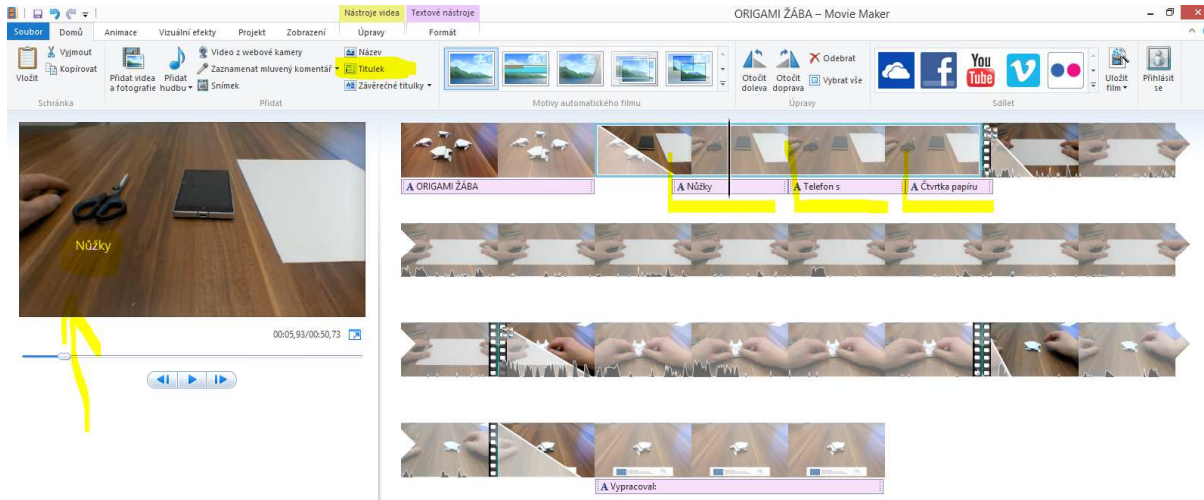 Nástroje videa Textové nástroje ORIGAMI ŽÁBA – Movie Maker
Soubor Domů Animace Vizuální efekty Projekt Zobrazení Úpravy Formát
Vložit
Vyjmout
Kopírovat
Schránka
Přidat videa
a fotografie
Přidat
hudbu
Video z webové kamery
Zaznamenat mluvený komentář
Snímek
Název
Titulek
Závěrečné titulky
Přidat
Motivy automatického filmu
Otočit
doleva
Otočit
doprava
Odebrat
Vybrat vše
Úpravy
You
Tube
Sdílet
Uložit
film
Přihlásit
se
Nůžky
00:05,93/00:50,73
A ORIGAMI ŽÁBA
A Nůžky
A Telefon s
A Čtvrtka papíru
A Vypracoval: